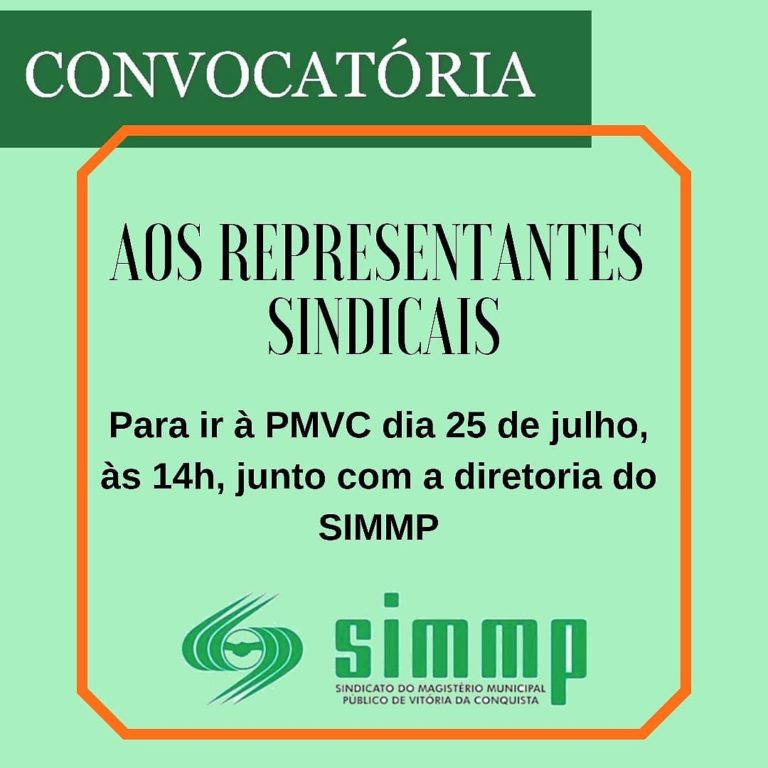 CONVOCATÓRIA
AOS REPRESENTANTES
SINDICAIS
Para ir à PMVC dia 25 de julho,
às 14h, junto com a diretoria do
SIMMP
simmp
SINDICATO DO MAGISTÉRIO MUNICIPAL
PÚBLICO DE VITÓRIA DA CONQUISTA